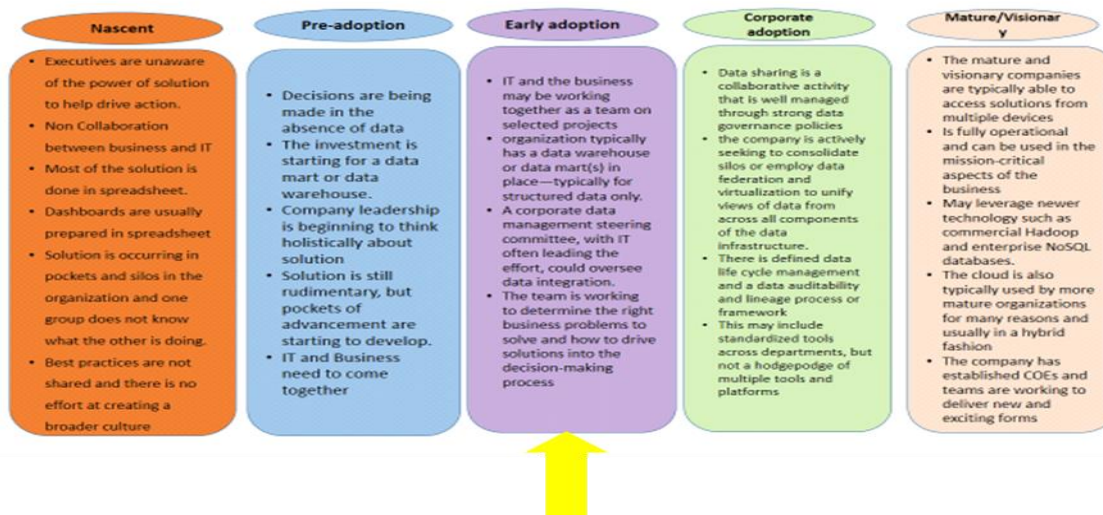 Nascent
• Executives are unaware
of the power of solution
to help drive action.
• Non Collaboration
between business and IT
• Most of the solution is
done in spreadsheet.
• Dashboards are usually
prepared in spreadsheet
• Solution is occurring in
pockets and silos in the
organization and one
group does not know
what the other is doing.
• Best practices are not
shared and there is no
effort at creating a
broader culture
Pre-adoption
• Decisions are being
made in the
absence of data
• The investment is
starting for a data
mart or data
warehouse.
• Company leadership
is beginning to think
holistically about
solution
• Solution is still
rudimentary, but
pockets of
advancement are
starting to develop.
• IT and Business
need to come
together
Early adoption
• IT and the business
may be working
together as a team on
selected projects
• organization typically
has a data warehouse
or data mart(s) in
place—typically for
structured data only.
• A corporate data
management steering
committee, with IT
often leading the
effort, could oversee
data integration.
• The team is working
to determine the right
business problems to
solve and how to drive
solutions into the
decision-making
process
Corporate
adoption
• Data sharing is a
collaborative activity
that is well managed
through strong data
governance policies
• the company is actively
seeking to consolidate
silos or employ data
federation and
virtualization to unify
views of data from
across all components
of the data
infrastructure.
• There is defined data
life cycle management
and a data auditability
and lineage process or
framework
• This may include
standardized tools
across departments, but
not a hodgepodge of
multiple tools and
platforms
Mature/Visionar
y
• The mature and
visionary companies
are typically able to
access solutions from
multiple devices
• Is fully operational
and can be used in the
mission-critical
aspects of the
business
• May leverage newer
technology such as
commercial Hadoop
and enterprise NoSQL
databases.
• The cloud is also
typically used by more
mature organizations
for many reasons and
usually in a hybrid
fashion
• The company has
established COEs and
teams are working to
deliver new and
exciting forms